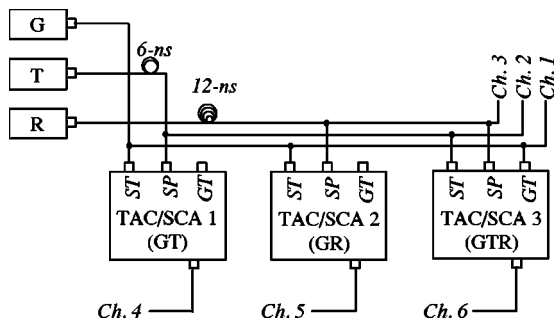 G
T
R
6-ns
12-ns
Ch. 3
Ch. 2
Ch. 1
ST
SP
GT
TAC/SCA 1
(GT)
ST
SP
GT
TAC/SCA 2
(GR)
ST
SP
GT
TAC/SCA 3
(GTR)
Ch. 4
Ch. 5
Ch. 6